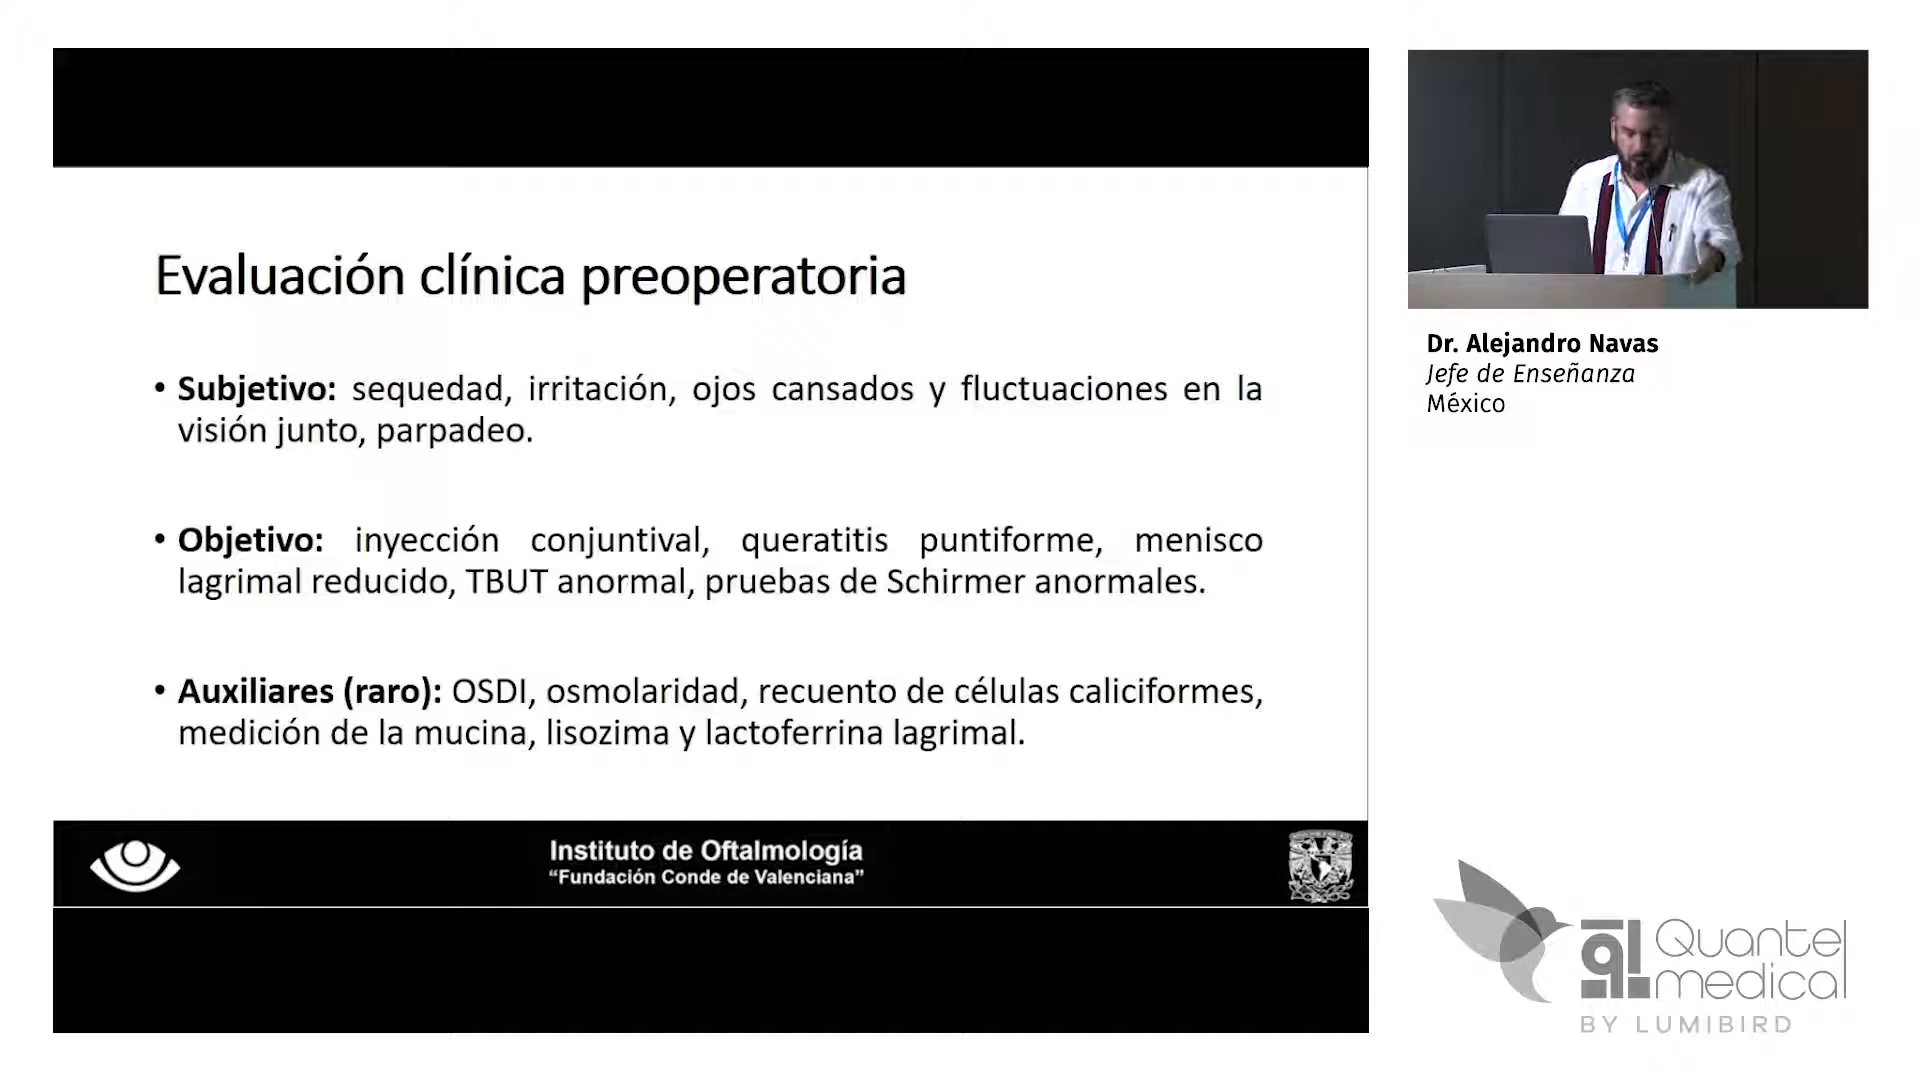 Evaluación clínica preoperatoria
• Subjetivo: sequedad, irritación, ojos cansados y fluctuaciones en la
visión junto, parpadeo.
• Objetivo: inyección conjuntival, queratitis puntiforme, menisco
lagrimal reducido, TBUT anormal, pruebas de Schirmer anormales.
• Auxiliares (raro): OSDI, osmolaridad, recuento de células caliciformes,
medición de la mucina, lisozima y lactoferrina lagrimal.
Instituto de Oftalmología
“Fundación Conde de Valenciana”
Dr. Alejandro Navas
Jefe de Enseñanza
México
Quantel
medical
BY LUMIBIRD